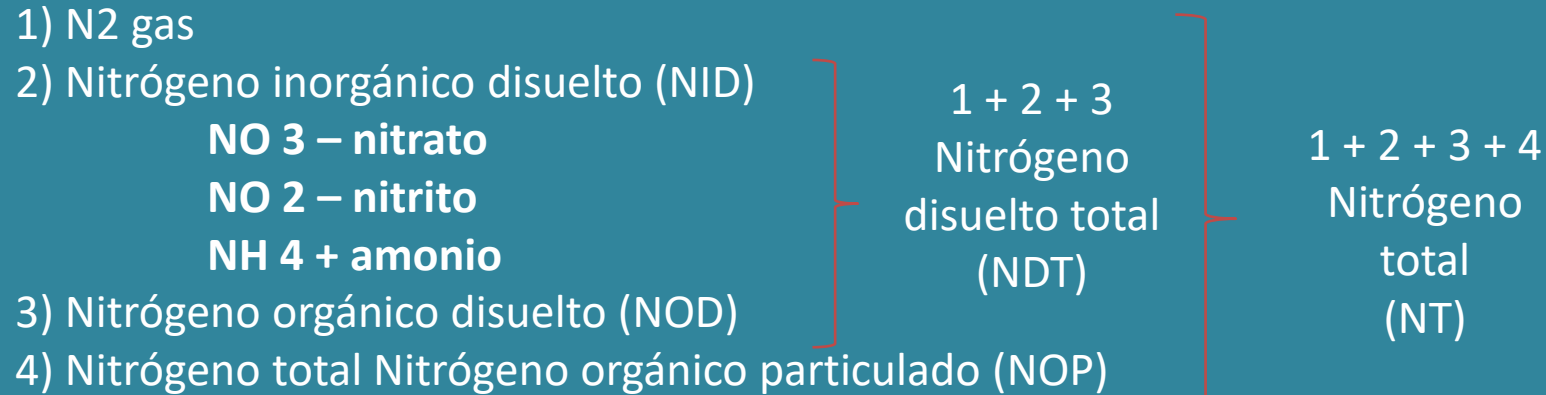 1) N2 gas
2) Nitrógeno inorgánico disuelto (NID)
NO 3 – nitrato
NO 2 – nitrito
NH 4 + amonio
3) Nitrógeno orgánico disuelto (NOD)
4) Nitrógeno total Nitrógeno orgánico particulado (NOP)
1 + 2 + 3
Nitrógeno
disuelto total
(NDT)
1 + 2 + 3 + 4
Nitrógeno
total
(NT)